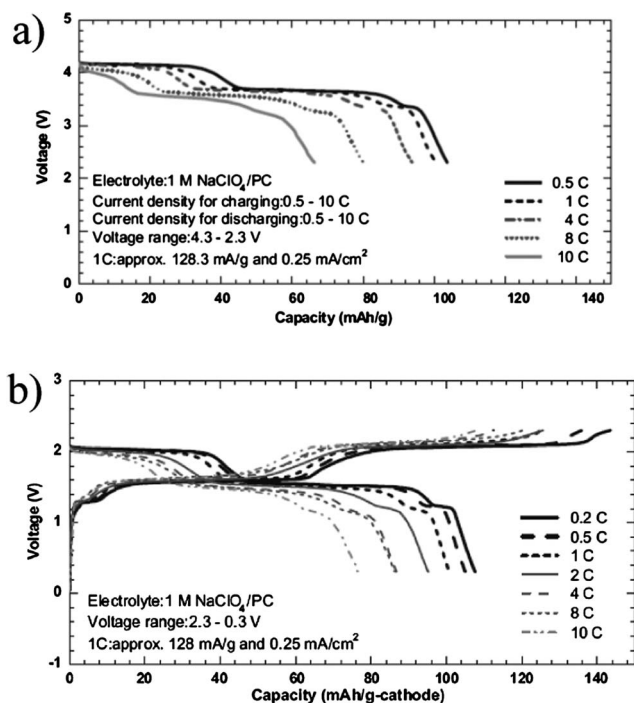 a)
5
4
3
2
1
0
Voltage (V)
Electrolyte:1 M NaClO4/PC
Current density for charging:0.5 - 10 C
Current density for discharging:0.5 - 10 C
Voltage range:4.3 - 2.3 V
1C:approx. 128.3 mA/g and 0.25 mA/cm²
0.5 C
1 C
4 C
8 C
10 C
0 20 40 60 80 100 120 140
Capacity (mAh/g)
b)
3
2
1
0
-1
Voltage (V)
Electrolyte:1 M NaClO4/PC
Voltage range:2.3 - 0.3 V
1C:approx. 128 mA/g and 0.25 mA/cm²
0.2 C
0.5 C
1 C
2 C
4 C
8 C
10 C
0 20 40 60 80 100 120 140
Capacity (mAh/g-cathode)